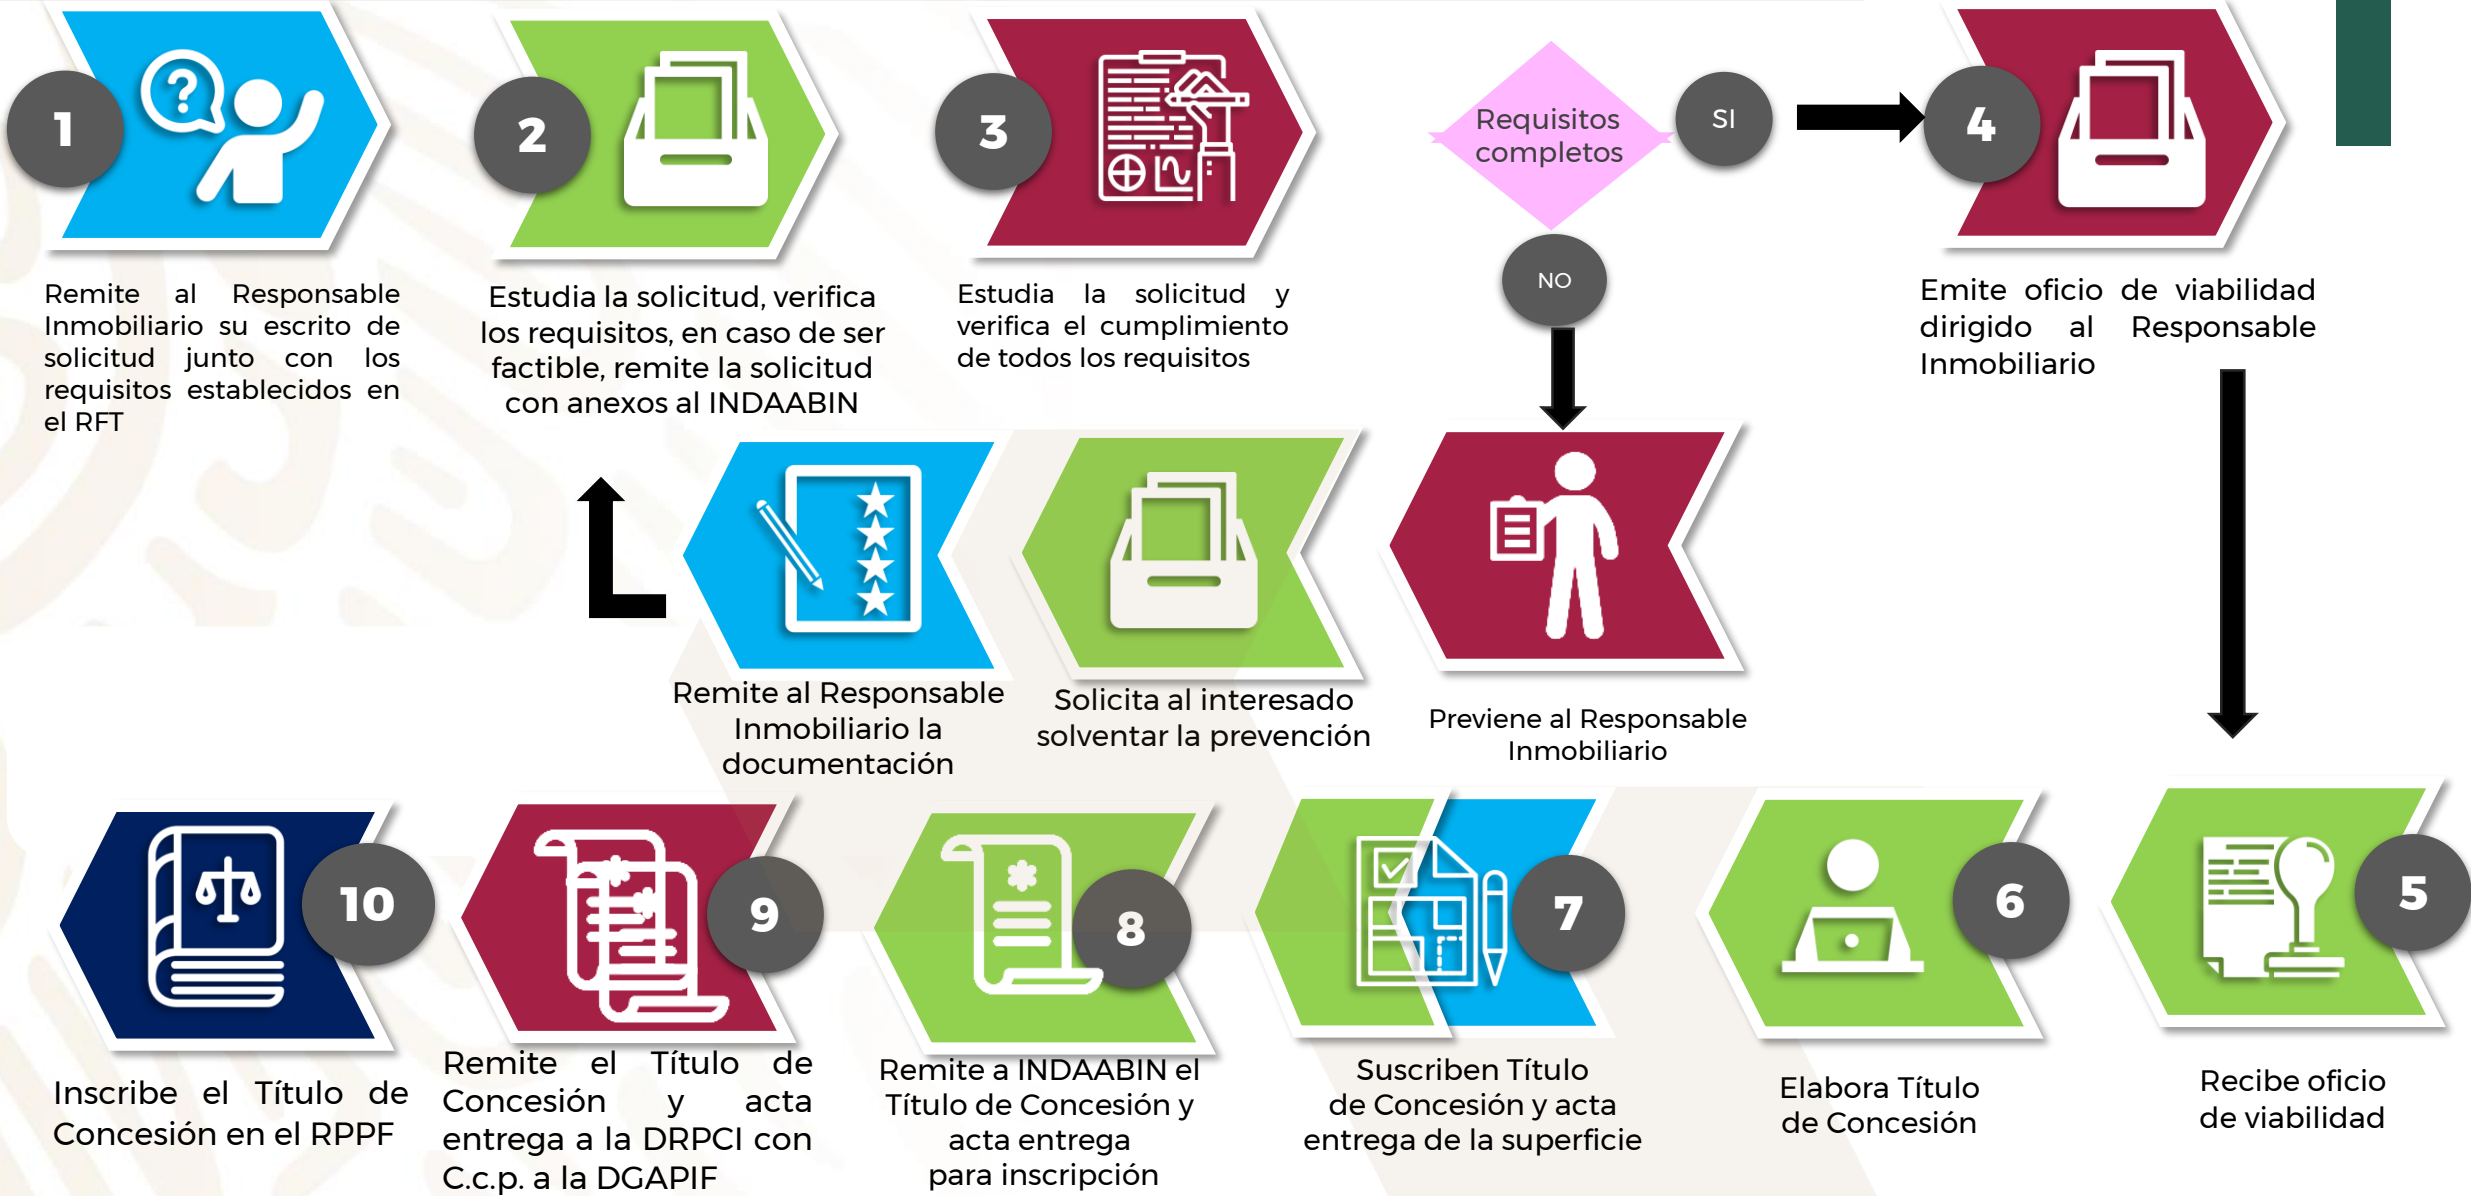 1
Remite al Responsable
Inmobiliario su escrito de
solicitud junto con los
requisitos establecidos en
el RFT
2
Estudia la solicitud, verifica
los requisitos, en caso de ser
factible, remite la solicitud
con anexos al INDAABIN
3
Estudia la solicitud y
verifica el cumplimiento
de todos los requisitos
Requisitos
completos
SI
NO
4
Emite oficio de viabilidad
dirigido al Responsable
Inmobiliario
Remite al Responsable
Inmobiliario la
documentación
Solicita al interesado
solventar la prevención
Previene al Responsable
Inmobiliario
10
Inscribe el Título de
Concesión en el RPPF
9
Remite el Título de
Concesión y acta
entrega a la DRPCI con
C.c.p. a la DGAPIF
8
Remite a INDAABIN el
Título de Concesión y
acta entrega
para inscripción
7
Suscriben Título
de Concesión y acta
entrega de la superficie
6
Elabora Título
de Concesión
5
Recibe oficio
de viabilidad